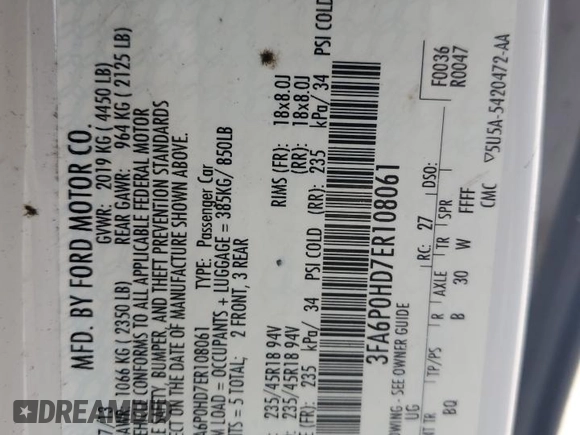 MFD. BY FORD MOTOR CO.
GVWR: 2019 KG ( 4450 LB)
1066 KG ( 2350 LB) REAR GAWR: 964 KG ( 2125 LB)
CONFORMS TO ALL APPLICABLE FEDERAL MOTOR
SAFETY, BUMPER, AND THEFT PREVENTION STANDARDS
ON THE DATE OF MANUFACTURE SHOWN ABOVE.
7ER108061 TYPE: Passenger Car
LOAD = OCCUPANTS + LUGGAGE = 385KG/ 850LB
= 5 TOTAL; 2 FRONT, 3 REAR
235/45R18 94V RIMS (FR): 18x8.0J
235/45R18 94V (RR): 18x8.0J
(FR): 235 kPa/ 34 PSI COLD (RR): 235 kPa/ 34 PSI COLD
3FA6P0HD7ER108061
- SEE OWNER GUIDE F0036
UG RC: 27 DSO: R0047
TR TP/PS R AXLE TR SPR
BQ B 30 W FFFF
CMC ▽5U5A-5420472-AA
DREAM